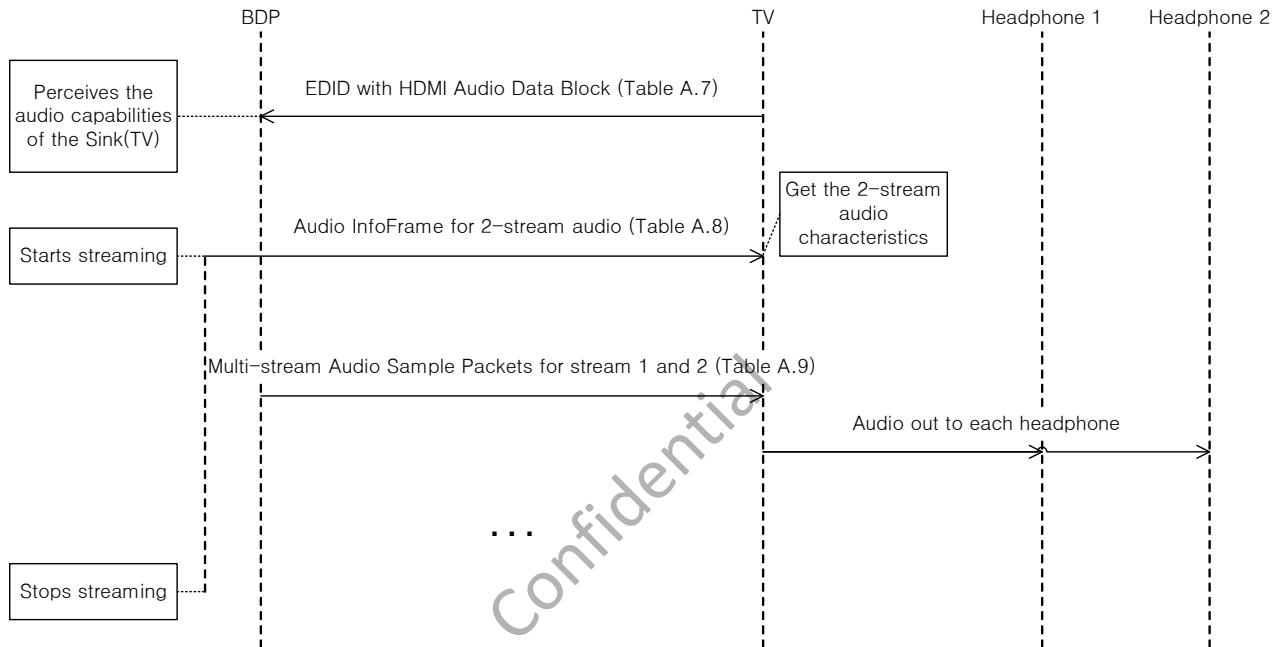 BDP
TV
Headphone 1
Headphone 2
Perceives the
audio capabilities
of the Sink(TV)
EDID with HDMI Audio Data Block (Table A.7)
Get the 2-stream
audio
characteristics
Audio InfoFrame for 2-stream audio (Table A.8)
Starts streaming
Multi-stream Audio Sample Packets for stream 1 and 2 (Table A.9)
Audio out to each headphone
...
Stops streaming
Confidential